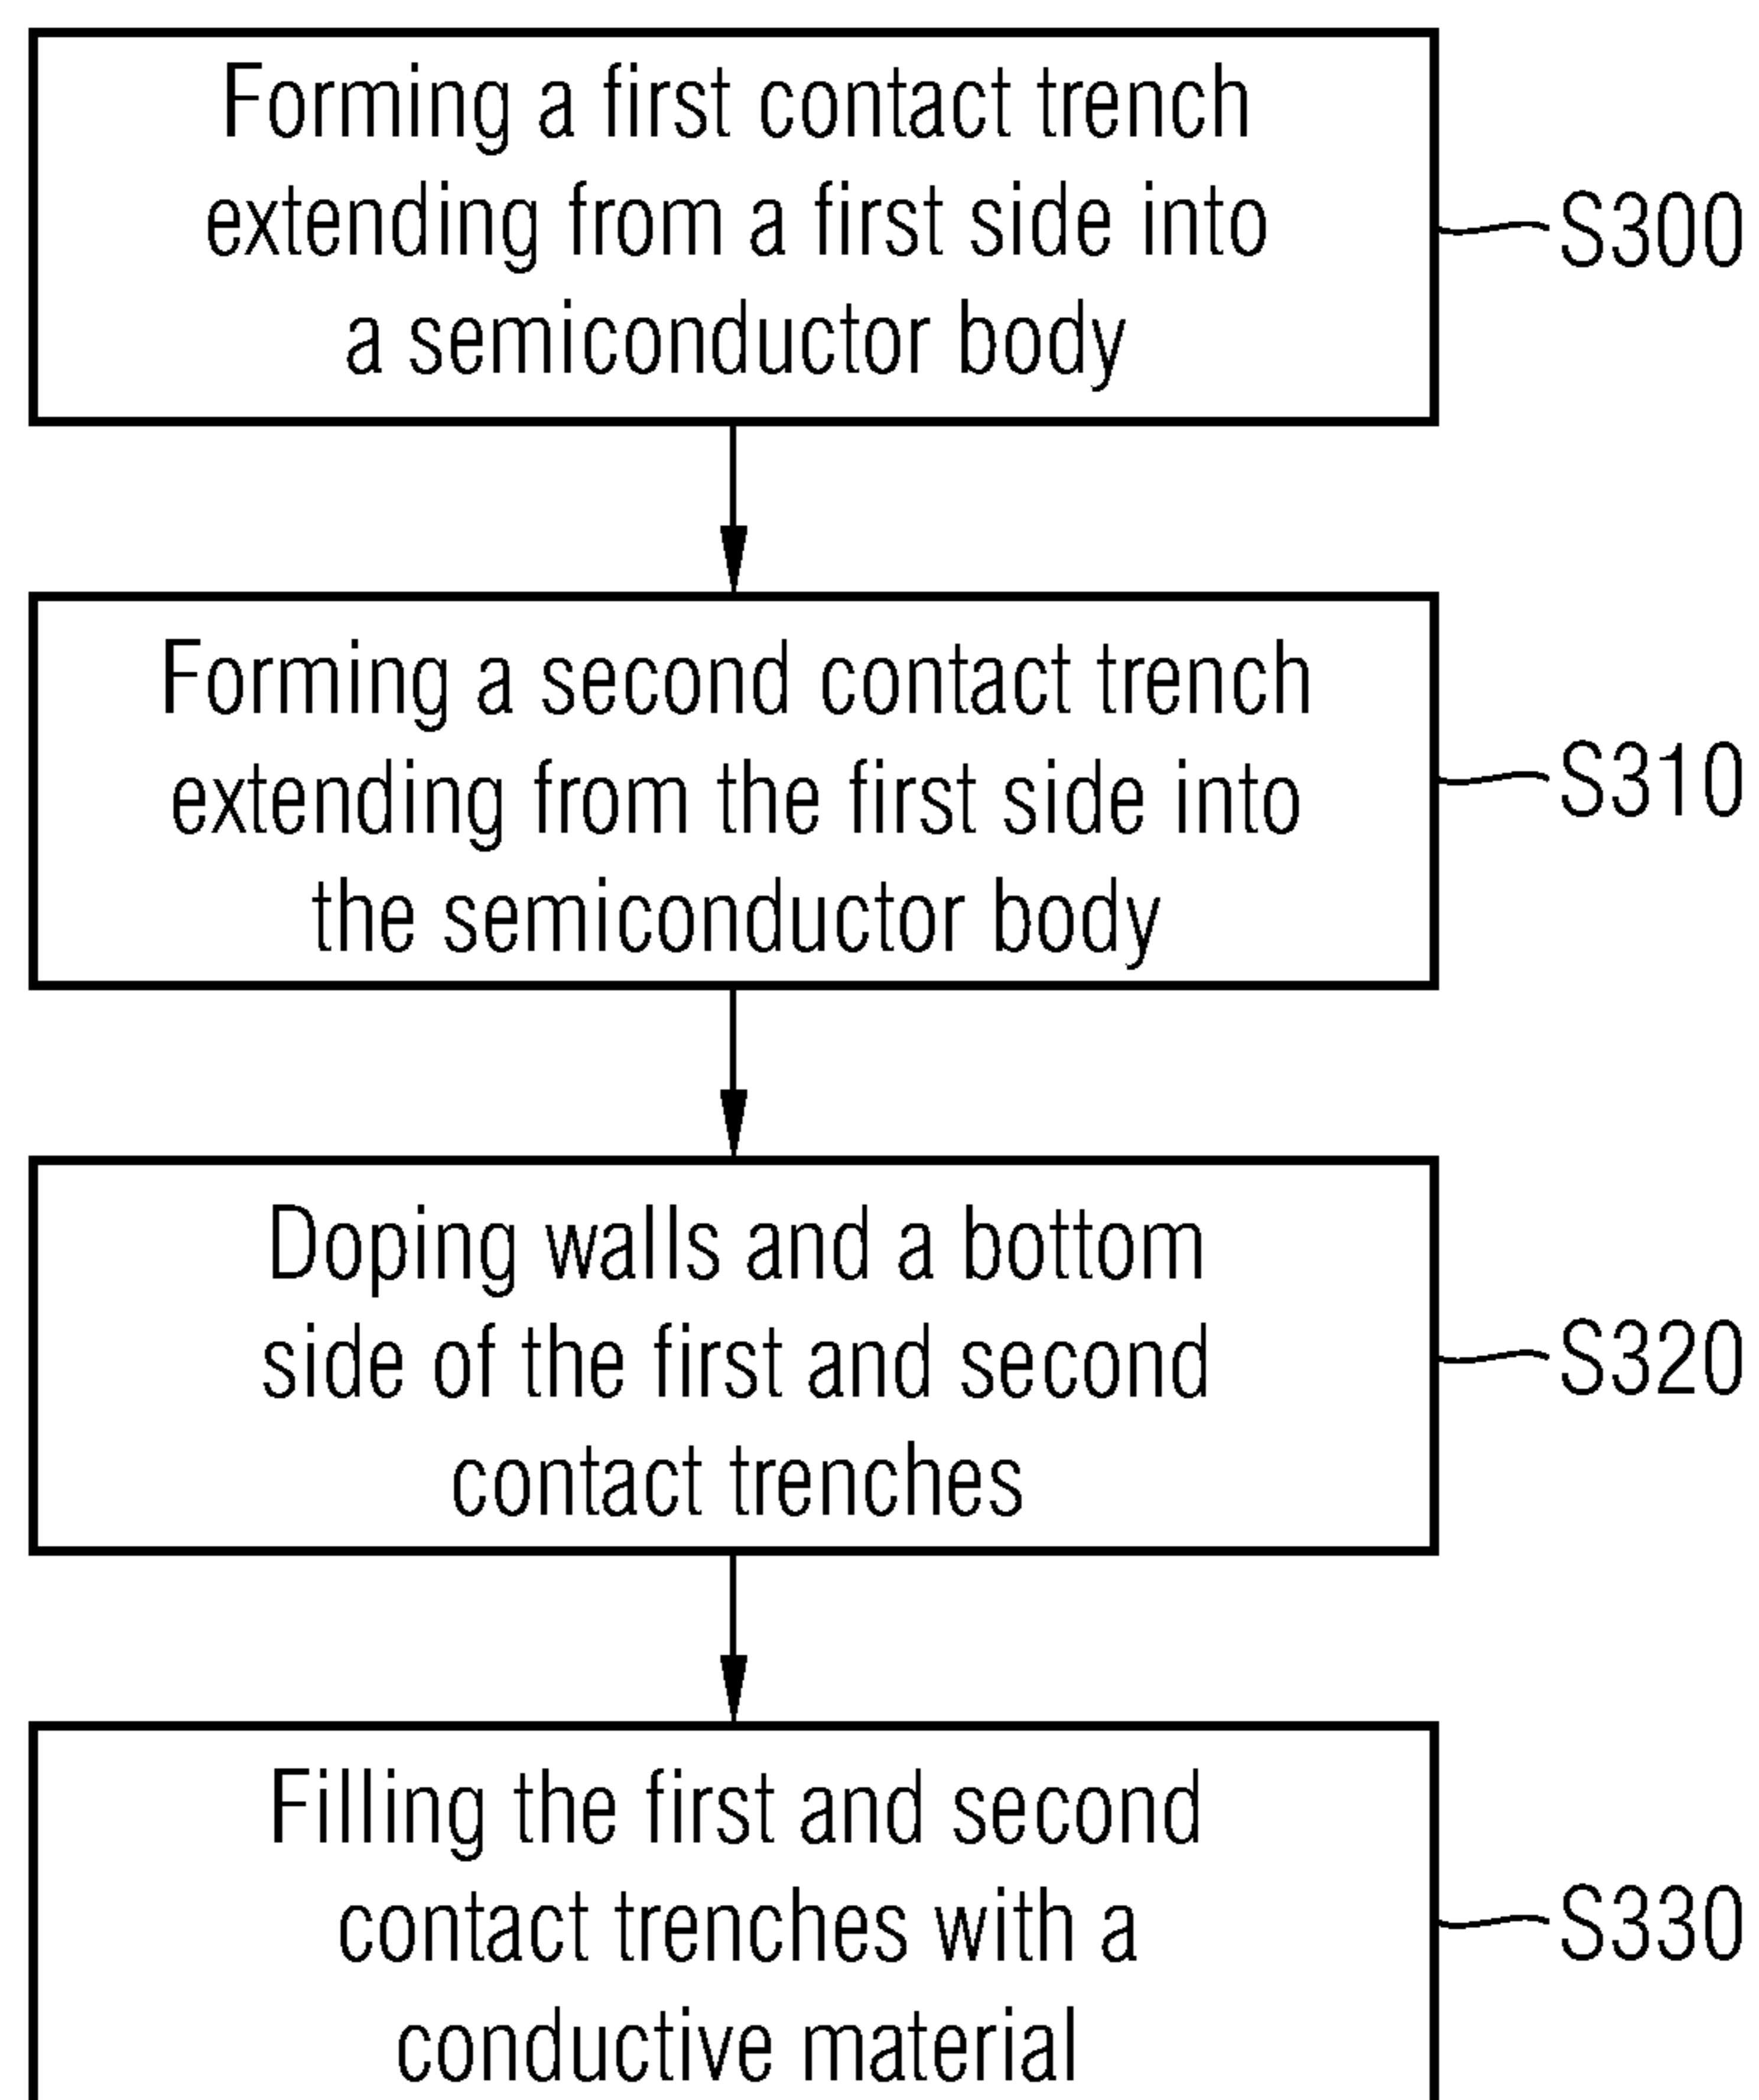 Forming a first contact trench
extending from a first side into
a semiconductor body
S300
Forming a second contact trench
extending from the first side into
the semiconductor body
S310
Doping walls and a bottom
side of the first and second
contact trenches
S320
Filling the first and second
contact trenches with a
conductive material
S330